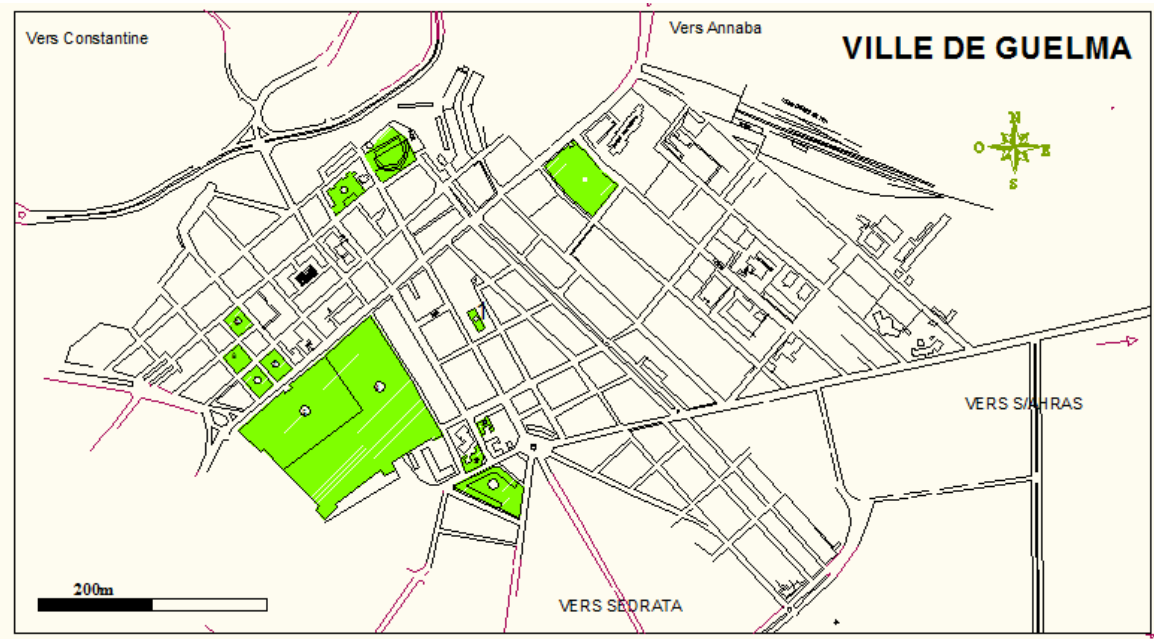 Vers Constantine
Vers Annaba
VILLE DE GUELMA
N
O E
S
VERS S/AHRAS
200m
VERS SEDRATA